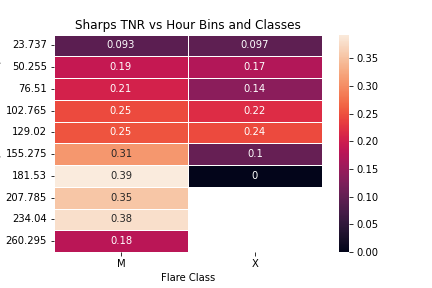 Sharps TNR vs Hour Bins and Classes
23.737 0.093 0.097
50.255 0.19 0.17
76.51 0.21 0.14
102.765 0.25 0.22
129.02 0.25 0.24
155.275 0.31 0.1
181.53 0.39 0
207.785 0.35
234.04 0.38
260.295 0.18
M X
Flare Class
0.35
0.30
0.25
0.20
0.15
0.10
0.05
0.00